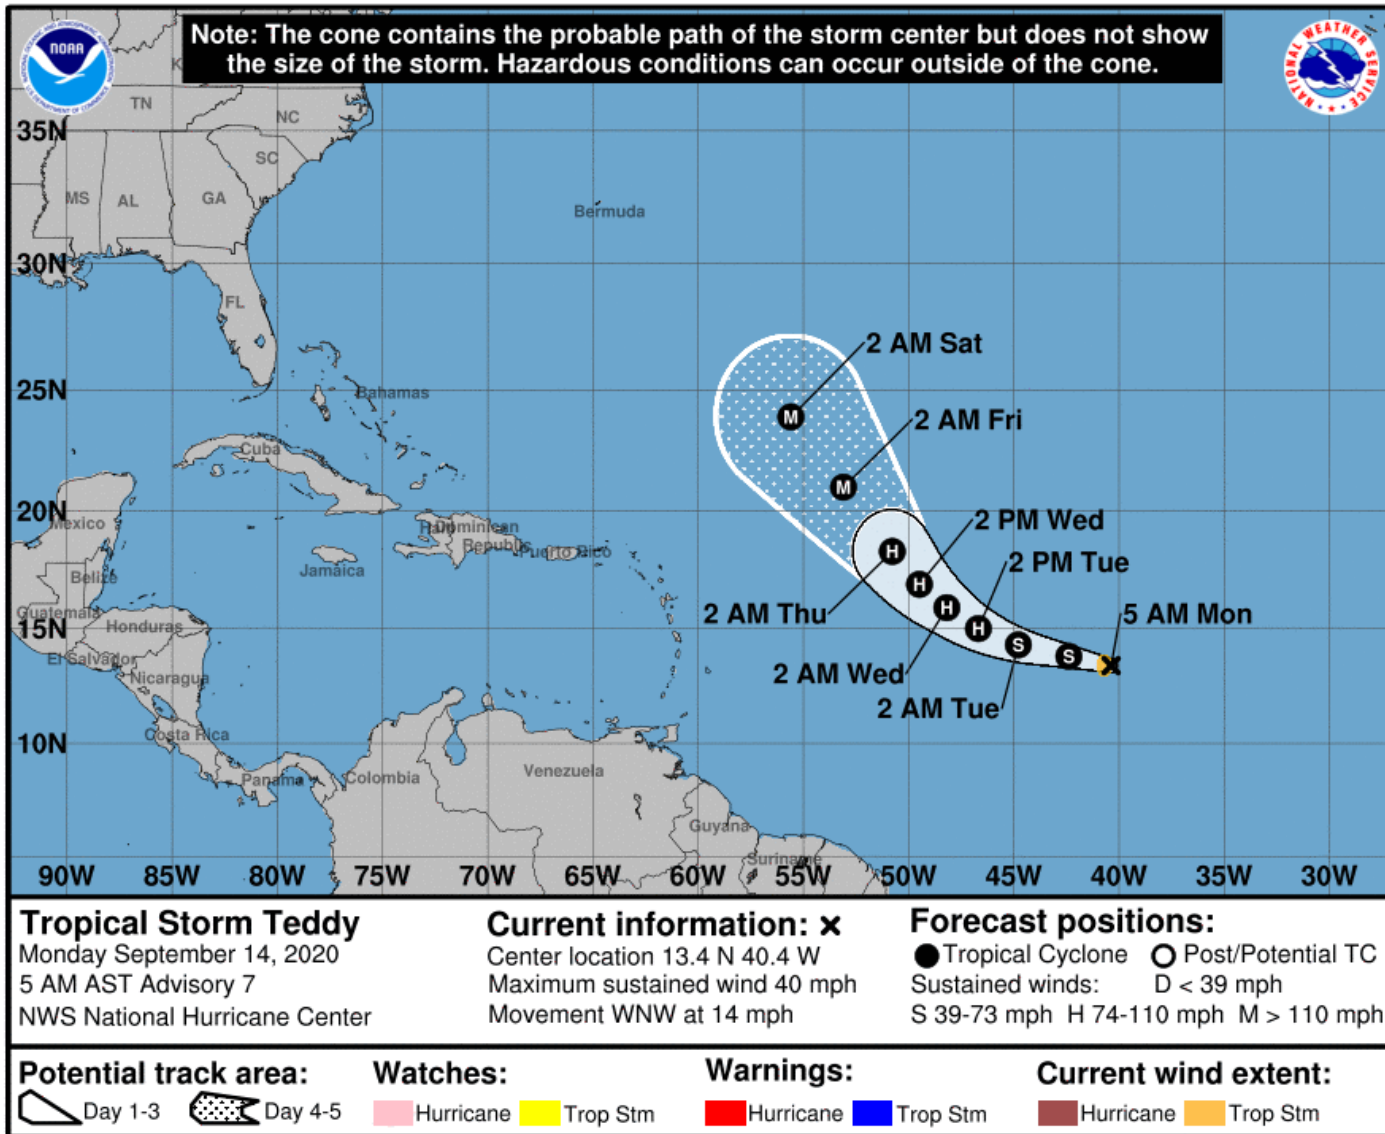 Note: The cone contains the probable path of the storm center but does not show
the size of the storm. Hazardous conditions can occur outside of the cone.
NOAA
NATIONAL WEATHER SERVICE
TN
NC
35N
SC
MS
AL
GA
Bermuda
30N
FL
2 AM Sat
25N
Bahamas
2 AM Fri
M
Cuba
M
20N
Mexico
Dominican
Republic
Puerto Rico
2 PM Wed
H
Jamaica
2 PM Tue
Belize
H
2 AM Thu
H
5 AM Mon
Guatemala
15N
Honduras
H
S
S
El Salvador
2 AM Wed
Nicaragua
2 AM Tue
Costa Rica
10N
Panama
Colombia
Venezuela
Guyana
Suriname
90W 85W 80W 75W 70W 65W 60W 55W 50W 45W 40W 35W 30W
Tropical Storm Teddy
Monday September 14, 2020
5 AM AST Advisory 7
NWS National Hurricane Center
Current information: x
Center location 13.4 N 40.4 W
Maximum sustained wind 40 mph
Movement WNW at 14 mph
Forecast positions:
Tropical Cyclone Post/Potential TC
Sustained winds: D < 39 mph
S 39-73 mph H 74-110 mph M > 110 mph
Potential track area:
Day 1-3 Day 4-5
Watches:
Hurricane Trop Stm
Warnings:
Hurricane Trop Stm
Current wind extent:
Hurricane Trop Stm